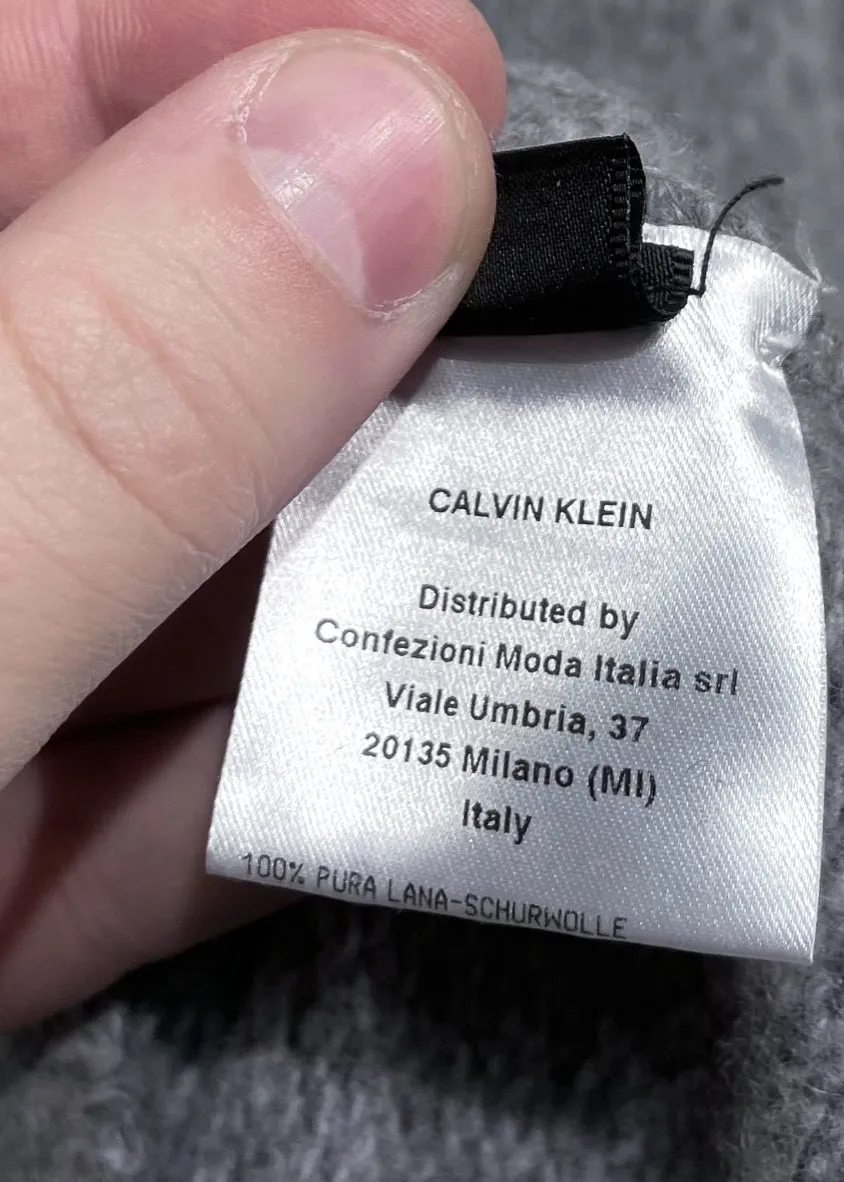 CALVIN KLEIN
Distributed by
Confezioni Moda Italia srl
Viale Umbria, 37
20135 Milano (MI)
Italy
100% PURA LANA-SCHURWOLLE